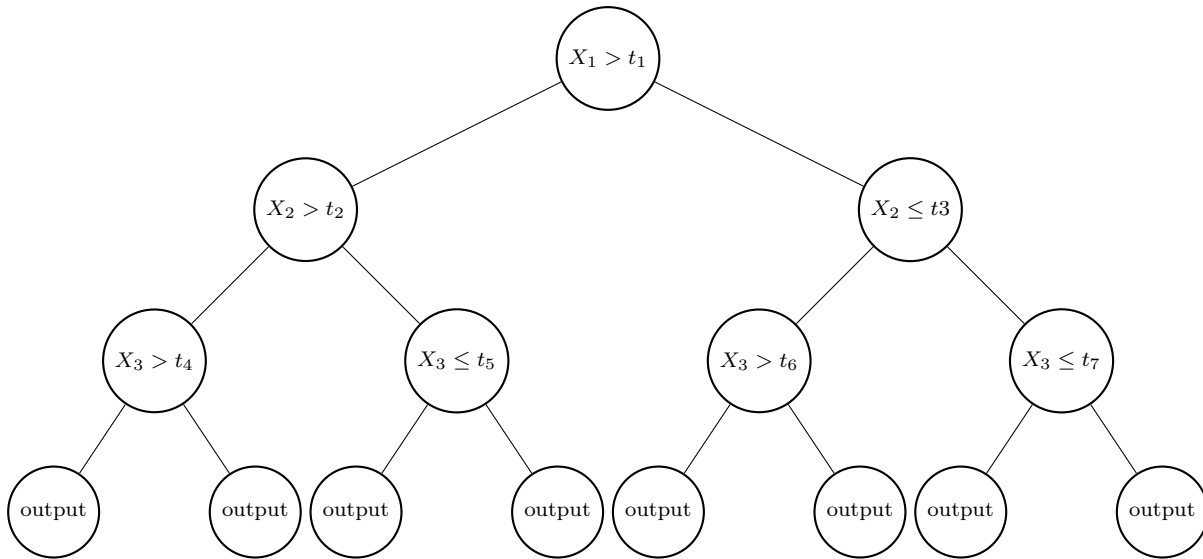 X₁ > t₁
X₂ > t₂
X₂ ≤ t3
X₃ > t₄
X₃ ≤ t₅
X₃ > t₆
X₃ ≤ t₇
output
output
output
output
output
output
output
output